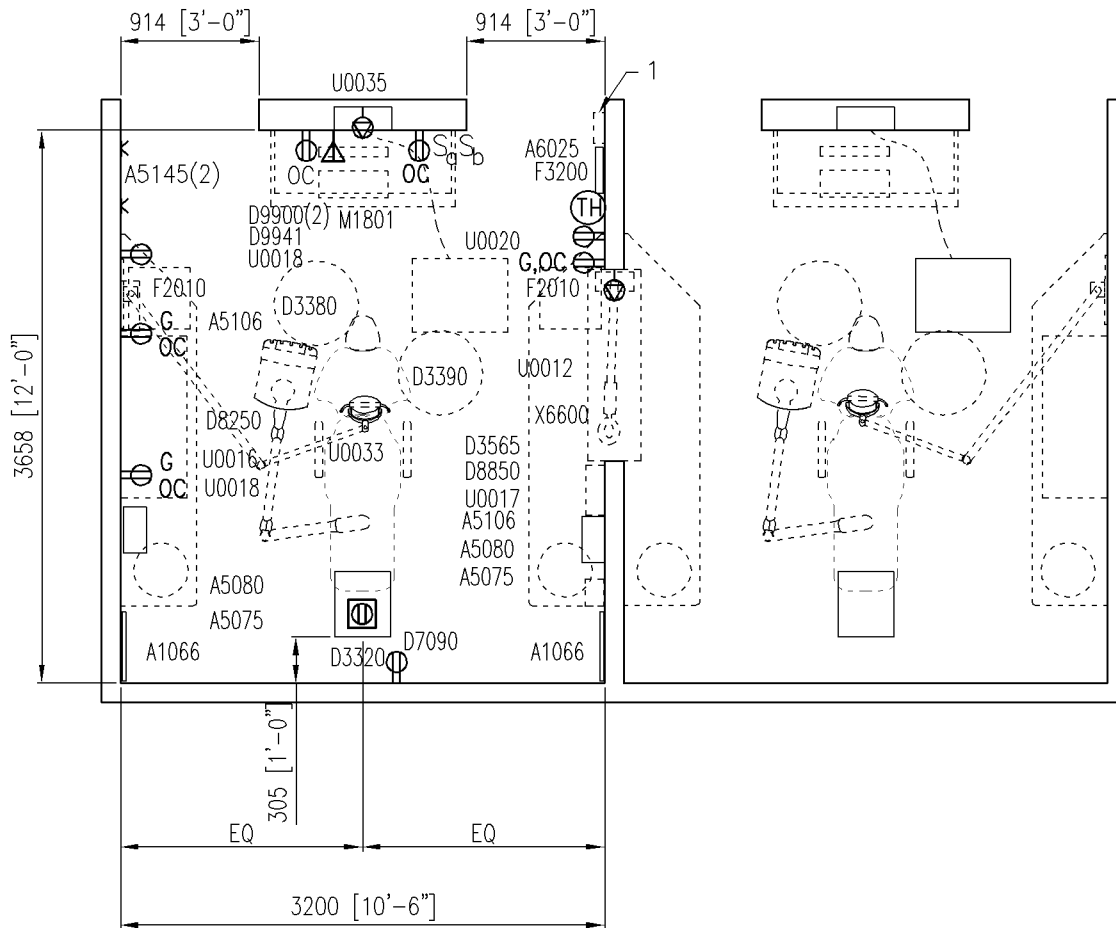 914 [3'-0"]
914 [3'-0"]
1
U0035
S
a
S
b
OC
OC
A6025
F3200
A5145(2)
TH
D9900(2)
M1801
D9941
U0018
U0020
G,OC
F2010
F2010
D3380
G
OC
A5106
D3390
U0012
3658 [12'-0"]
D8250
X6600
U0033
D3565
G
OC
U0016
U0018
D8850
U0017
A5106
A5080
A5075
A5080
A5075
A1066
D3320
D7090
A1066
305 [1'-0"]
EQ
EQ
3200 [10'-6"]